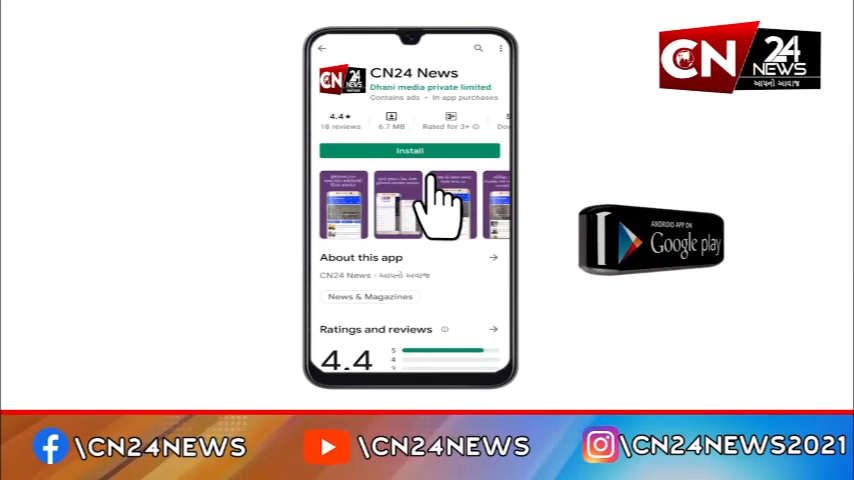 CN24 News
Dhani media private limited
Contains ads • In-app purchases
4.4★
18 reviews
6.7 MB
3+
Rated for 3+
Install
About this app
CN24 News - આપનો અવાજ
News & Magazines
Ratings and reviews
4.4
5
4
3
CN 24
NEWS
આપનો અવાજ
ANDROID APP ON
Google play
\CN24NEWS
\CN24NEWS
\CN24NEWS2021